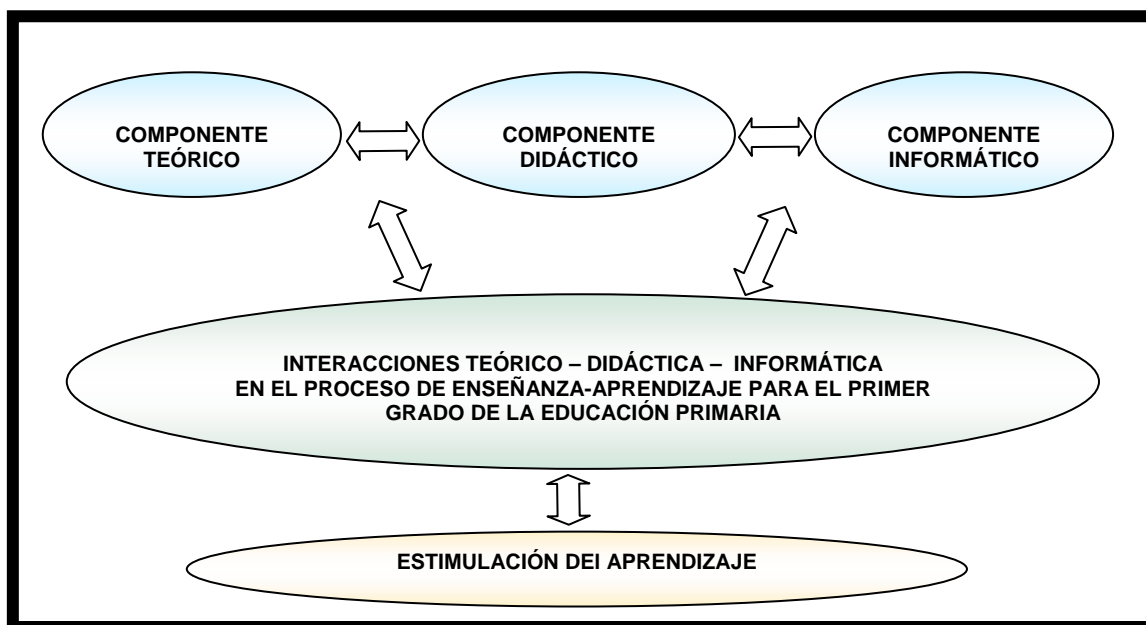 COMPONENTE
TEÓRICO
COMPONENTE
DIDÁCTICO
COMPONENTE
INFORMÁTICO
INTERACCIONES TEÓRICO – DIDÁCTICA – INFORMÁTICA
EN EL PROCESO DE ENSEÑANZA-APRENDIZAJE PARA EL PRIMER
GRADO DE LA EDUCACIÓN PRIMARIA
ESTIMULACIÓN DEl APRENDIZAJE